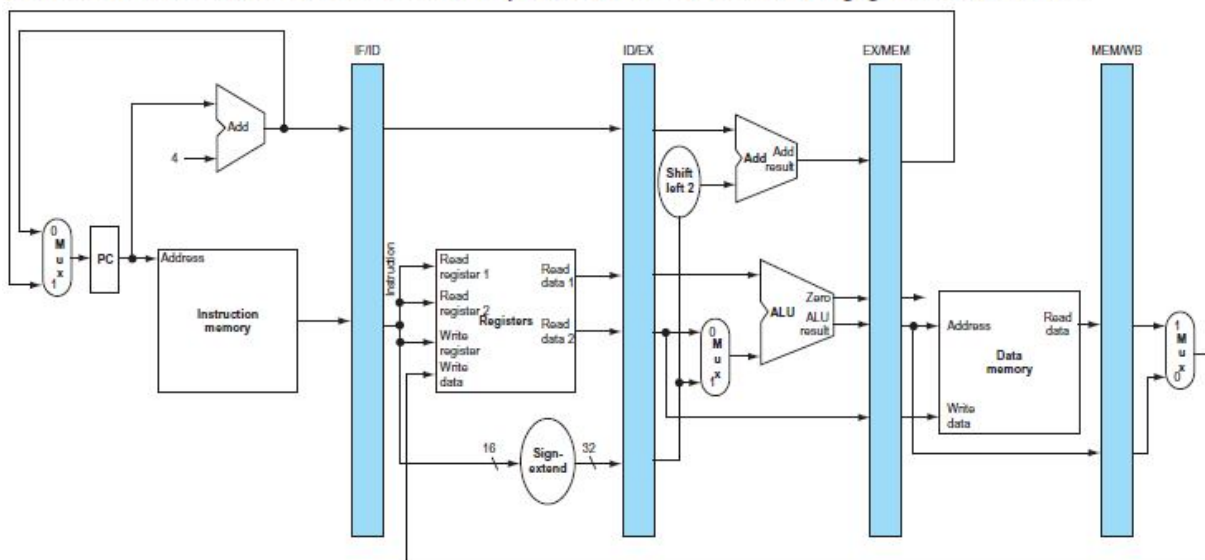 IF/ID
ID/EX
EX/MEM
MEM/WB
Add
4
Add
Add
result
Shift
left 2
0
M
u
x
1
PC
Address
Instruction
memory
Instruction
Read
register 1
Read
register 2
Registers
Write
register
Write
data
Read
data 1
Read
data 2
0
M
u
x
1
Zero
ALU
ALU
result
Address
Read
data
Data
memory
Write
data
1
M
u
x
0
16
Sign-
extend
32